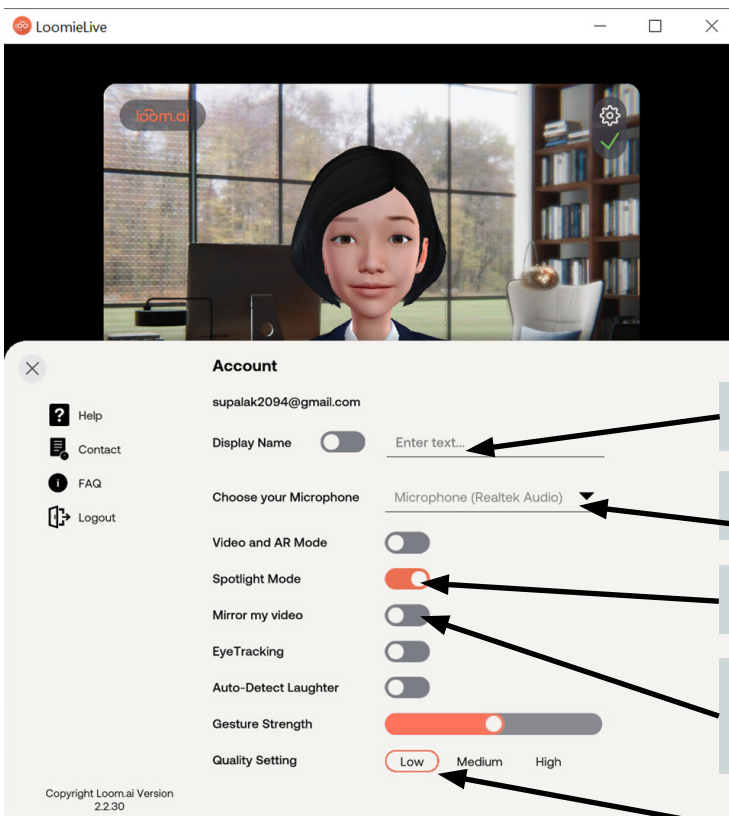 LoomieLive
loom.ai
Account
supalak2094@gmail.com
Help
Display Name Enter text...
Contact
FAQ
Choose your Microphone Microphone (Realtek Audio)
Logout
Video and AR Mode
Spotlight Mode
Mirror my video
EyeTracking
Auto-Detect Laughter
Gesture Strength
Quality Setting Low Medium High
Copyright Loom.ai Version
2.2.30